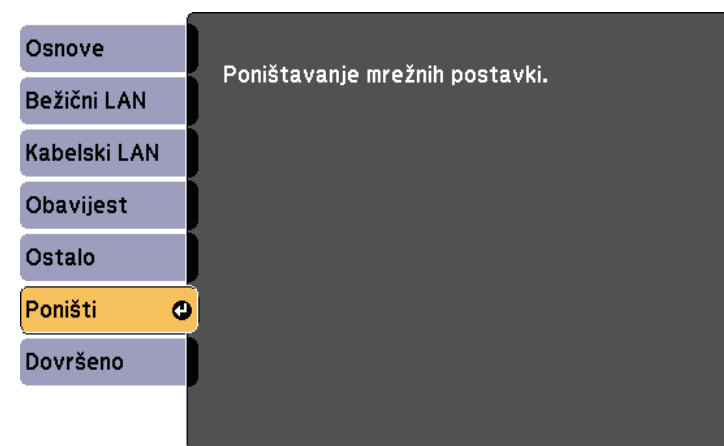 Osnove
Bežični LAN
Kabelski LAN
Obavijest
Ostalo
Poništi
Dovršeno
Poništavanje mrežnih postavki.